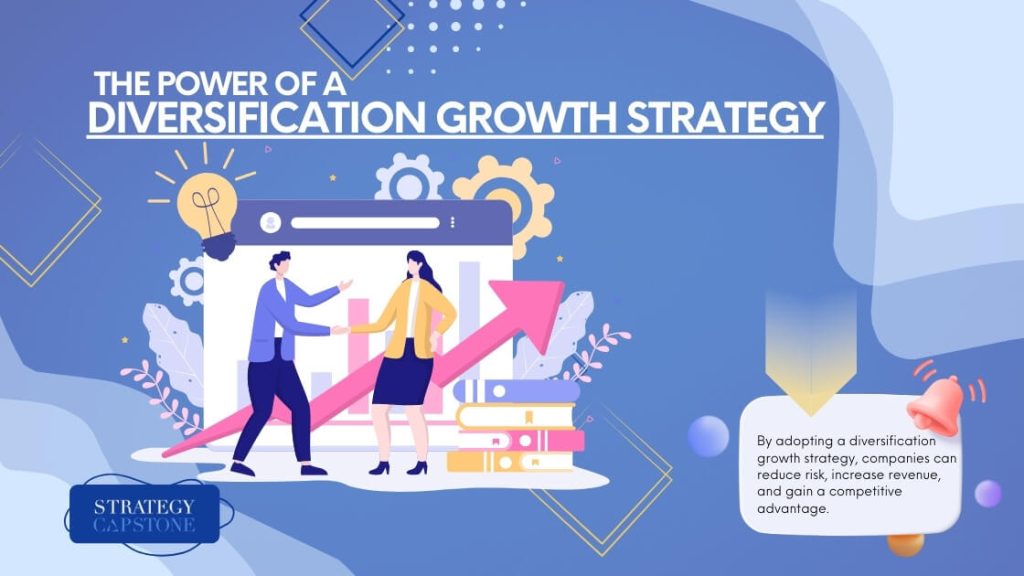 THE POWER OF A
DIVERSIFICATION GROWTH STRATEGY
By adopting a diversification
growth strategy, companies can
reduce risk, increase revenue,
and gain a competitive
advantage.
STRATEGY
CAPSTONE